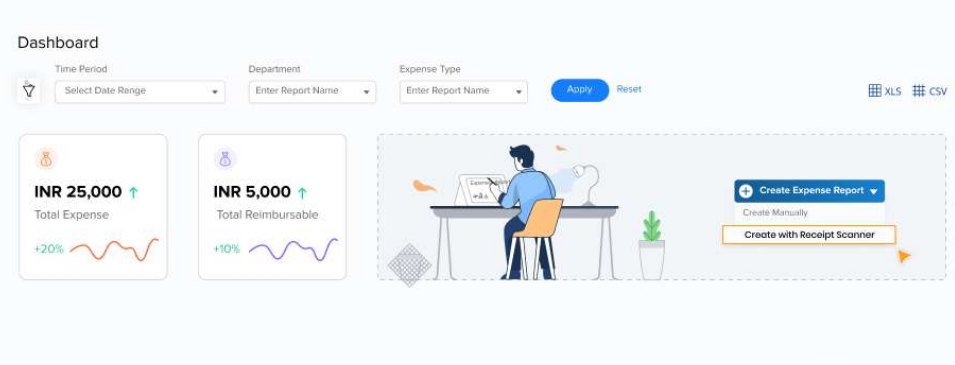 Dashboard
Time Period
Department
Expense Type
Select Date Range
Enter Report Name
Enter Report Name
Apply
Reset
XLS
CSV
INR 25,000
Total Expense
+20%
INR 5,000
Total Reimbursable
+10%
Create Expense Report
Create Manually
Create with Receipt Scanner